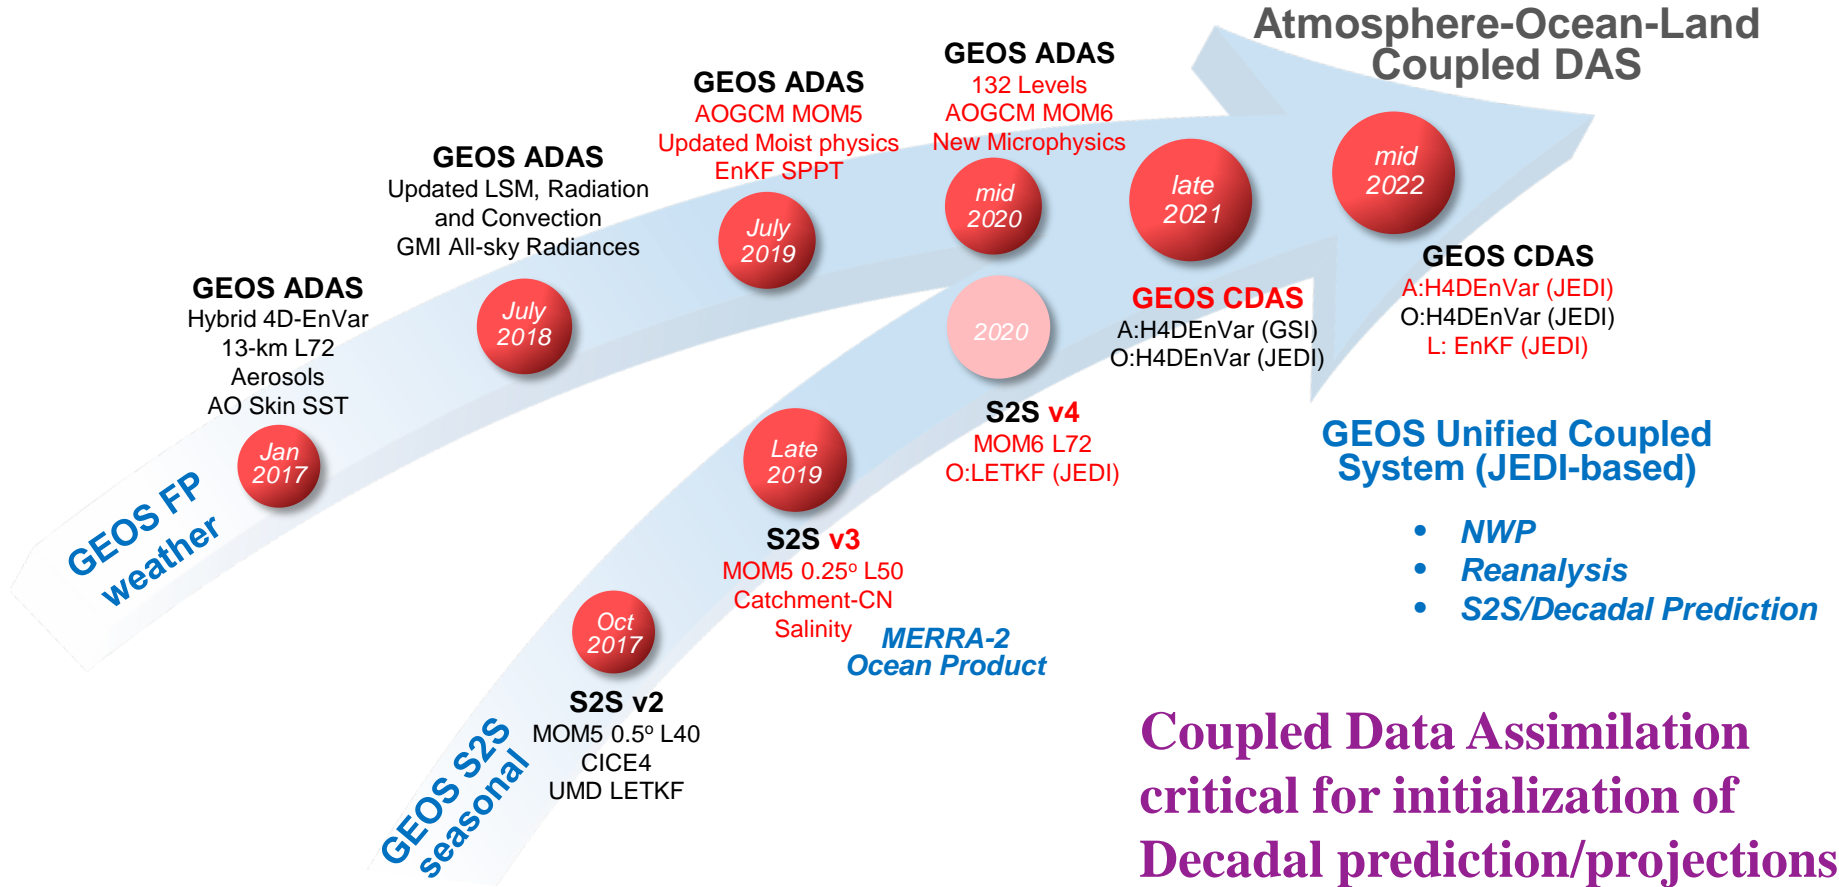 Atmosphere-Ocean-Land
Coupled DAS
GEOS ADAS
132 Levels
AOGCM MOM6
New Microphysics
mid
2020
GEOS ADAS
AOGCM MOM5
Updated Moist physics
EnKF SPPT
July
2019
GEOS ADAS
Updated LSM, Radiation
and Convection
GMI All-sky Radiances
July
2018
GEOS ADAS
Hybrid 4D-EnVar
13-km L72
Aerosols
AO Skin SST
Jan
2017
GEOS FP
weather
late
2021
GEOS CDAS
A:H4DEnVar (GSI)
O:H4DEnVar (JEDI)
mid
2022
GEOS CDAS
A:H4DEnVar (JEDI)
O:H4DEnVar (JEDI)
L: EnKF (JEDI)
2020
S2S v4
MOM6 L72
O:LETKF (JEDI)
Late
2019
S2S v3
MOM5 0.25º L50
Catchment-CN
Salinity
MERRA-2
Ocean Product
Oct
2017
S2S v2
MOM5 0.5º L40
CICE4
UMD LETKF
GEOS S2S
seasonal
GEOS Unified Coupled
System (JEDI-based)
• NWP
• Reanalysis
• S2S/Decadal Prediction
Coupled Data Assimilation
critical for initialization of
Decadal prediction/projections